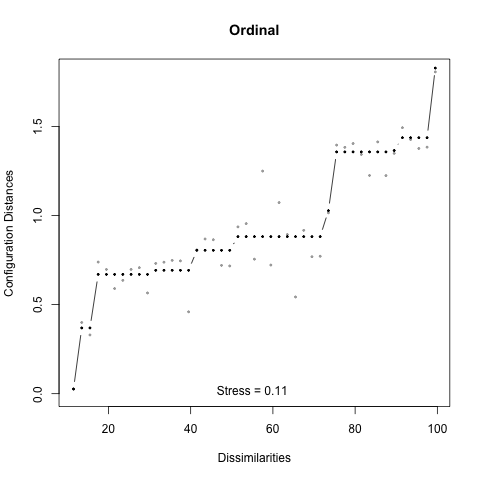 Ordinal
Configuration Distances
1.5
1.0
0.5
0.0
Stress = 0.11
20 40 60 80 100
Dissimilarities